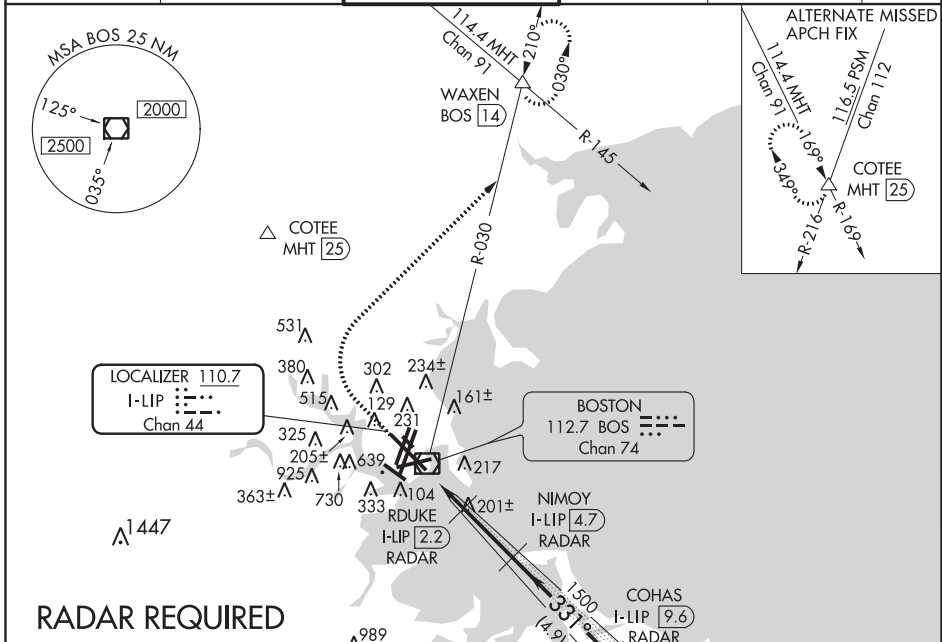 MSA BOS 25 NM
125°
2000
2500
035°
114.4 MHT
Chan 91
210°
030°
WAXEN
BOS 14
R-145
R-030
ALTERNATE MISSED
APCH FIX
114.4 MHT
Chan 91
116.5 PSM
Chan 112
169°
349°
COTEE
MHT 25
R-216
R-169
COTEE
MHT 25
531
380
515
302
234±
129
231
161±
LOCALIZER 110.7
I-LIP
Chan 44
BOSTON
112.7 BOS
Chan 74
325
205±
639
925
363±
730
333
104
217
201±
1447
RDUKE
I-LIP 2.2
RADAR
NIMOY
I-LIP 4.7
RADAR
1500
331°
(4.9)
COHAS
I-LIP 9.6
RADAR
RADAR REQUIRED
989